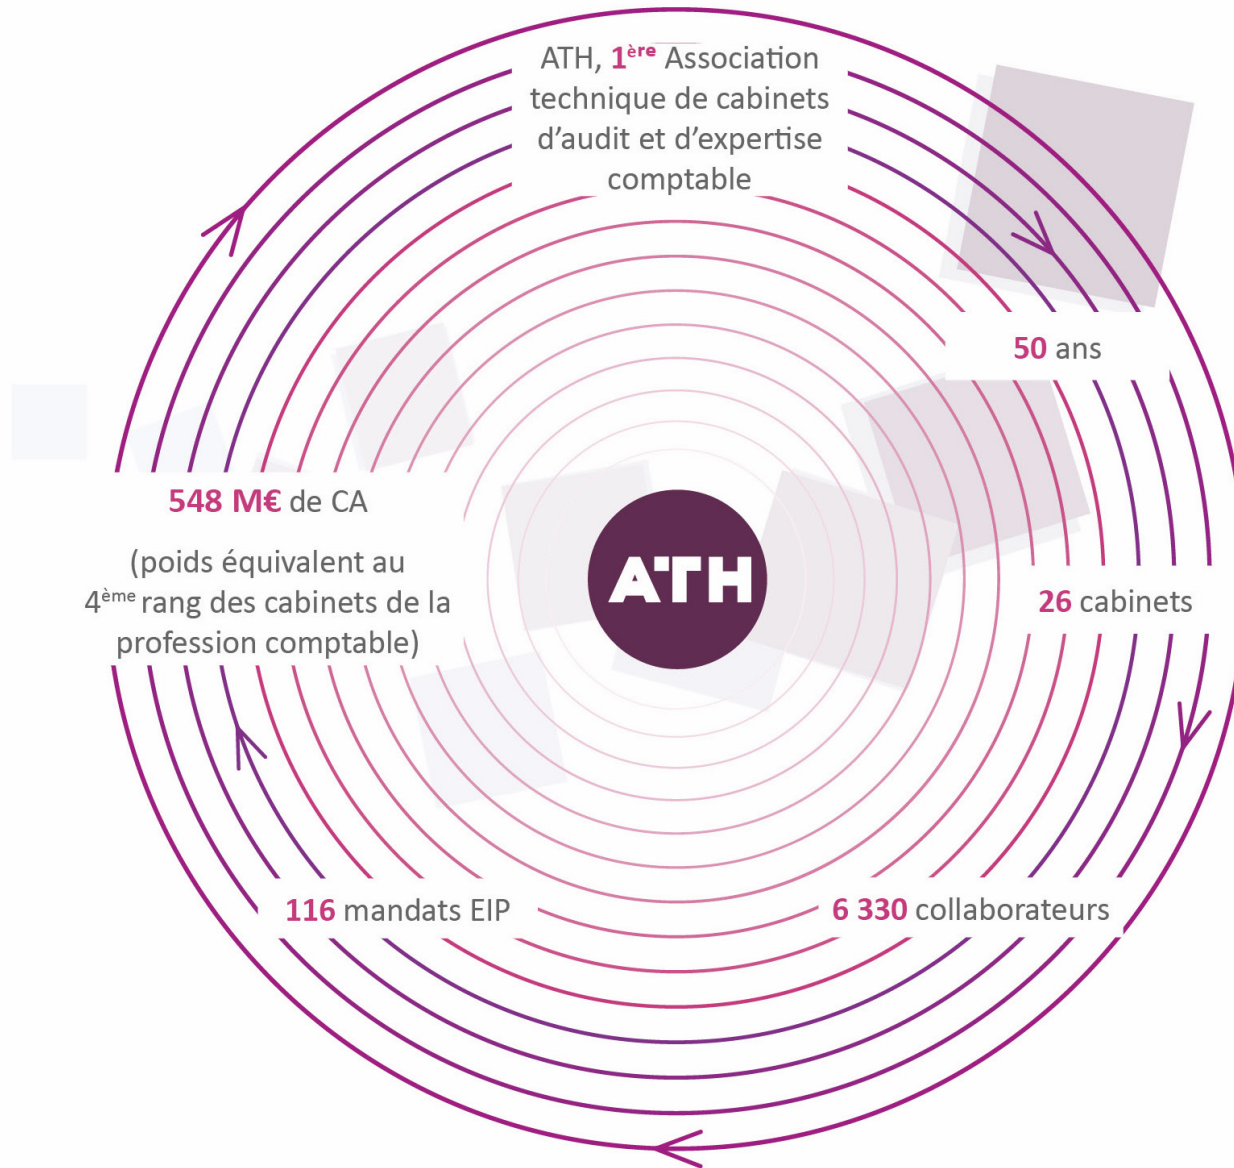 ATH, 1ère Association
technique de cabinets
d’audit et d’expertise
comptable
50 ans
26 cabinets
6 330 collaborateurs
116 mandats EIP
548 M€ de CA
(poids équivalent au
4ème rang des cabinets de la
profession comptable)
ATH